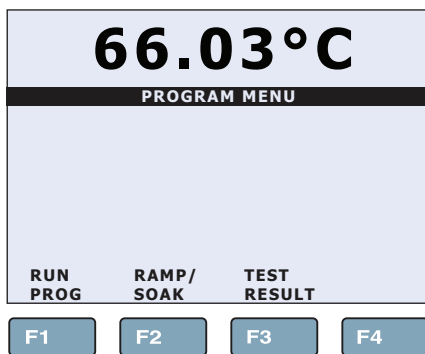 66.03°C
PROGRAM MENU
RUN PROG
RAMP/ SOAK
TEST RESULT
F1 F2 F3 F4